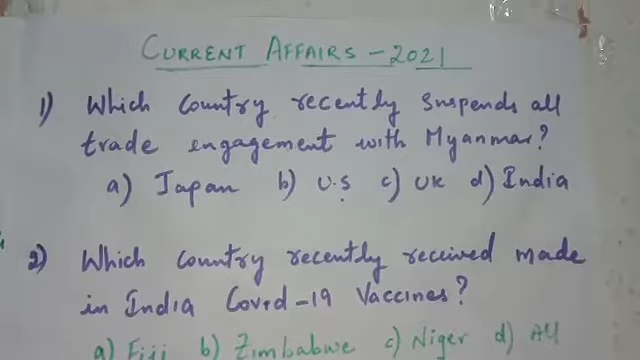 CURRENT AFFAIRS - 2021
1) Which country recently suspends all
trade engagement with Myanmar?
a) Japan b) U.S c) UK d) India
2) Which country recently received made
in India Covid-19 Vaccines?
a) Fiji b) Zimbabwe c) Niger d) All